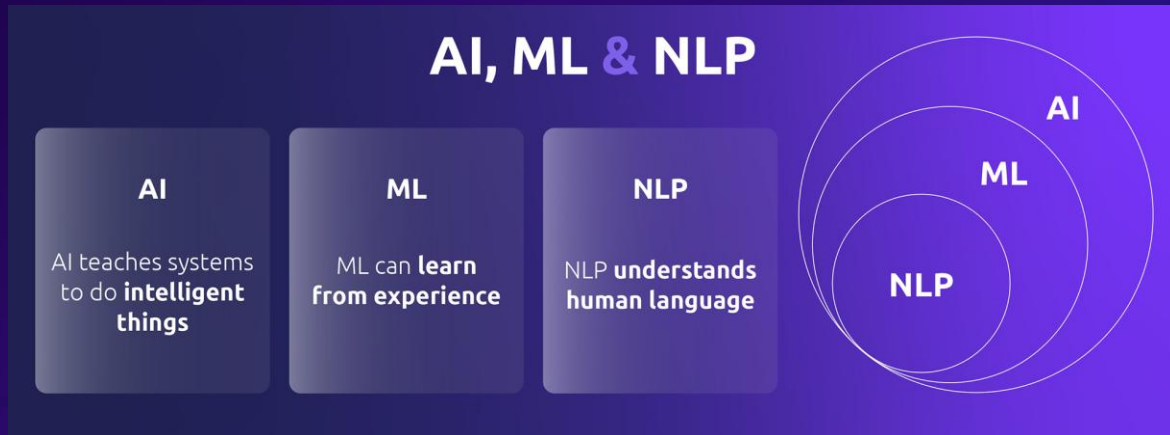 AI, ML & NLP
AI
AI teaches systems
to do intelligent
things
ML
ML can learn
from experience
NLP
NLP understands
human language
AI
ML
NLP